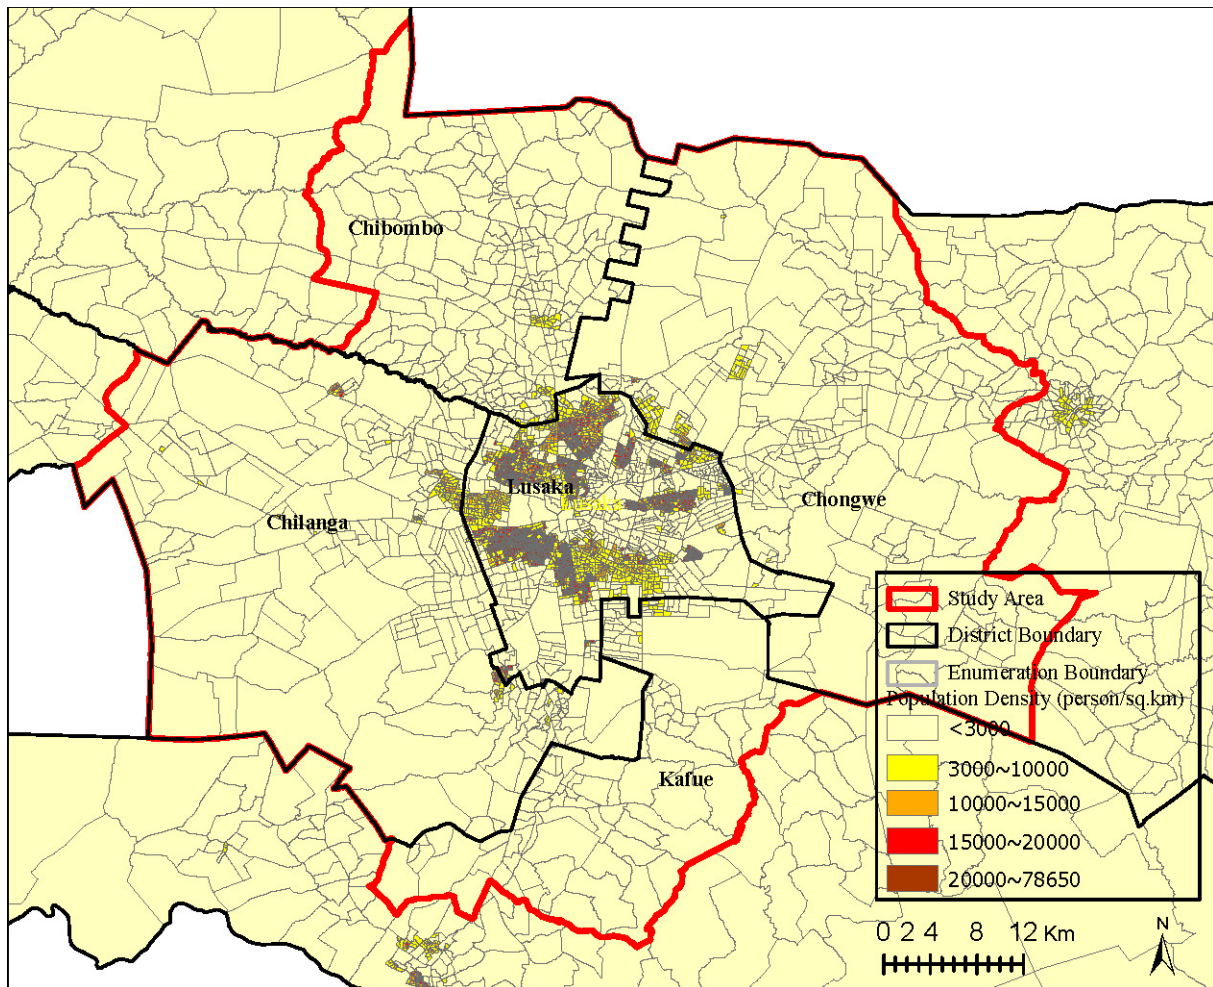 Chibombo
Lusaka
Lusaka
Chongwe
Chilanga
Kafue
Study Area
District Boundary
Enumeration Boundary
Population Density (person/sq.km)
<3000
3000~10000
10000~15000
15000~20000
20000~78650
0 2 4 8 12 Km
N